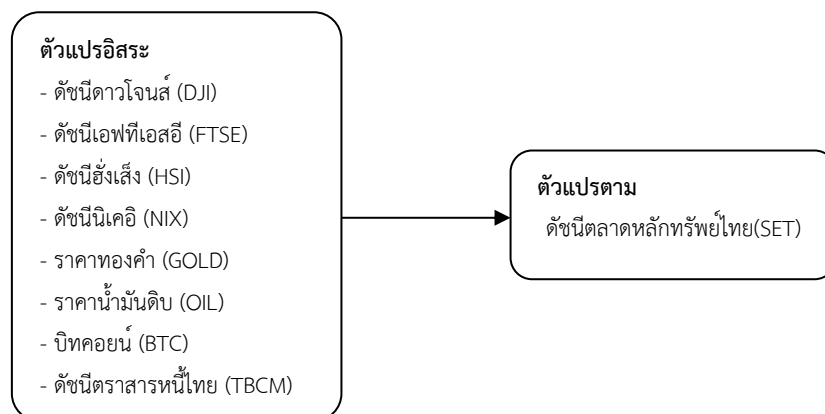 ตัวแปรอิสระ
- ดัชนีดาวโจนส์ (DJI)
- ดัชนีเอฟทีเอสอี (FTSE)
- ดัชนีฮั่งเส็ง (HSI)
- ดัชนีนิเคอิ (NIX)
- ราคาทองคำ (GOLD)
- ราคาน้ำมันดิบ (OIL)
- บิทคอยน์ (BTC)
- ดัชนีตราสารหนี้ไทย (TBCM)
ตัวแปรตาม
ดัชนีตลาดหลักทรัพย์ไทย(SET)